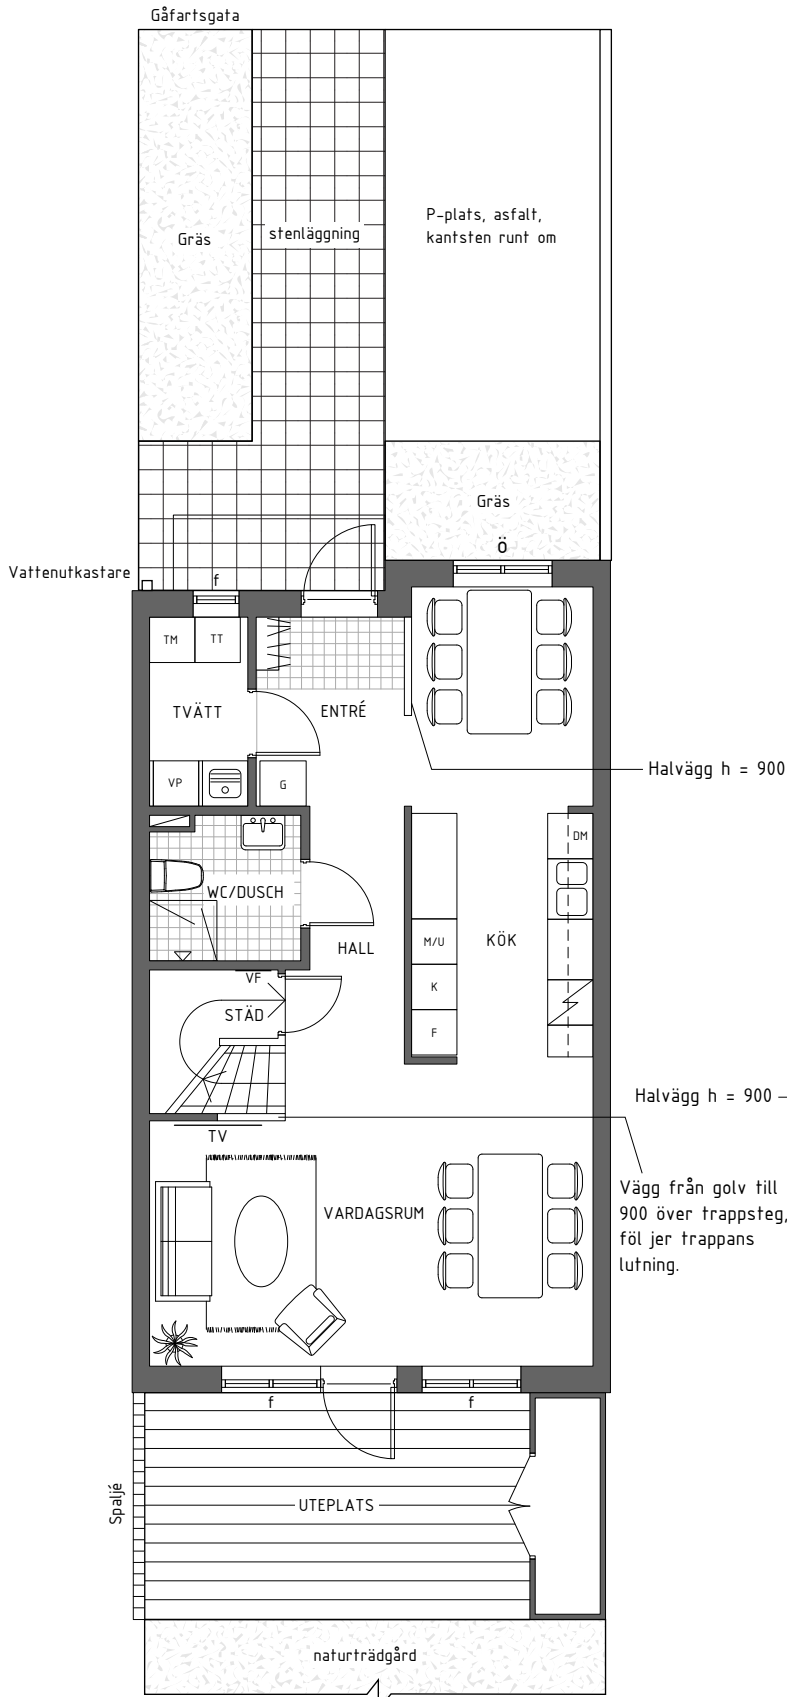 Gåfartsgata
P-plats, asfalt,
kantsten runt om
Gräs
stenläggning
Gräs
Ö
Vattenutkastare
f
TM
TT
TVÄTT
ENTRÉ
Halvägg h = 900
VP
G
DM
WC/DUSCH
HALL
M/U
KÖK
VF
K
STÄD
F
Halvägg h = 900
TV
Vägg från golv till
900 över trappsteg,
föl jer trappans
lutning.
VARDAGSRUM
f
f
Spaljé
UTEPLATS
naturträdgård